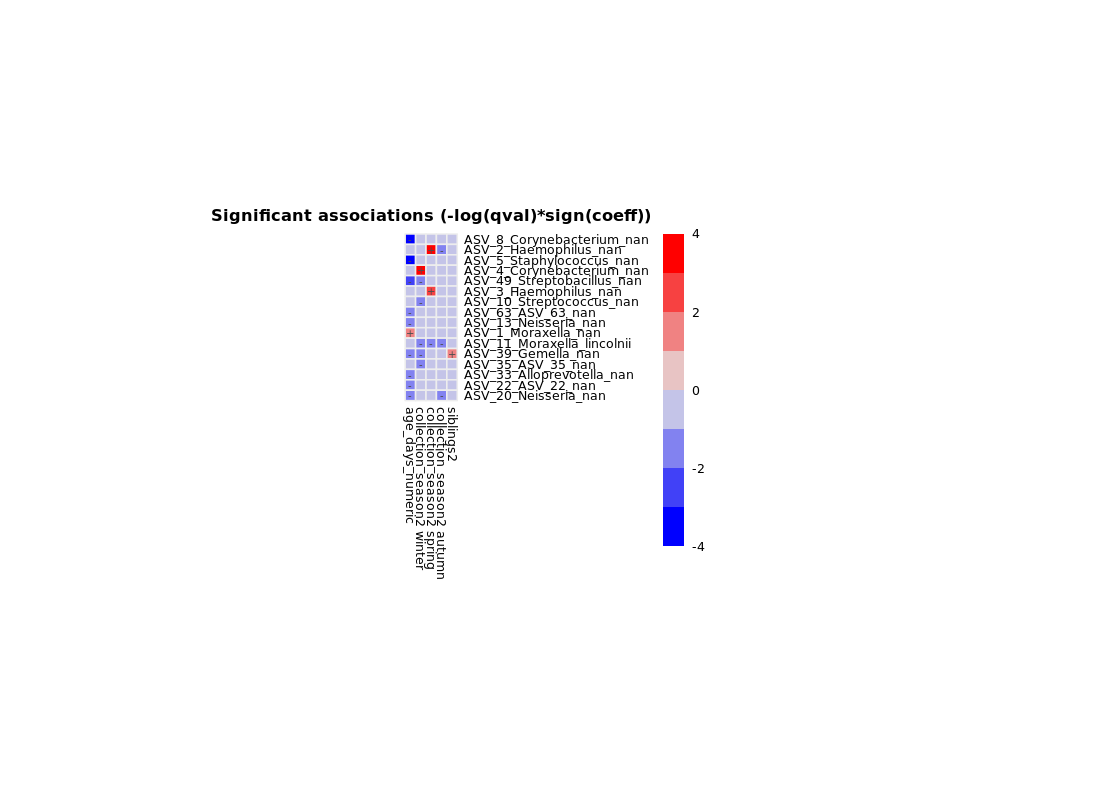 Significant associations (-log(qval)*sign(coeff))
ASV_8_Corynebacterium_nan
ASV_2_Haemophilus_nan
ASV_5_Staphylococcus_nan
ASV_4_Corynebacterium_nan
ASV_49_Streptobacillus_nan
ASV_3_Haemophilus_nan
ASV_10_Streptococcus_nan
ASV_63_ASV_63_nan
ASV_13_Neisseria_nan
ASV_1_Moraxella_nan
ASV_11_Moraxella_lincolnii
ASV_39_Gemella_nan
ASV_35_ASV_35_nan
ASV_33_Alloprevotella_nan
ASV_22_ASV_22_nan
ASV_20_Neisseria_nan
age_days_numeric
collection_season2 winter
collection_season2 spring
collection_season2 autumn
siblings2
4
2
0
-2
-4